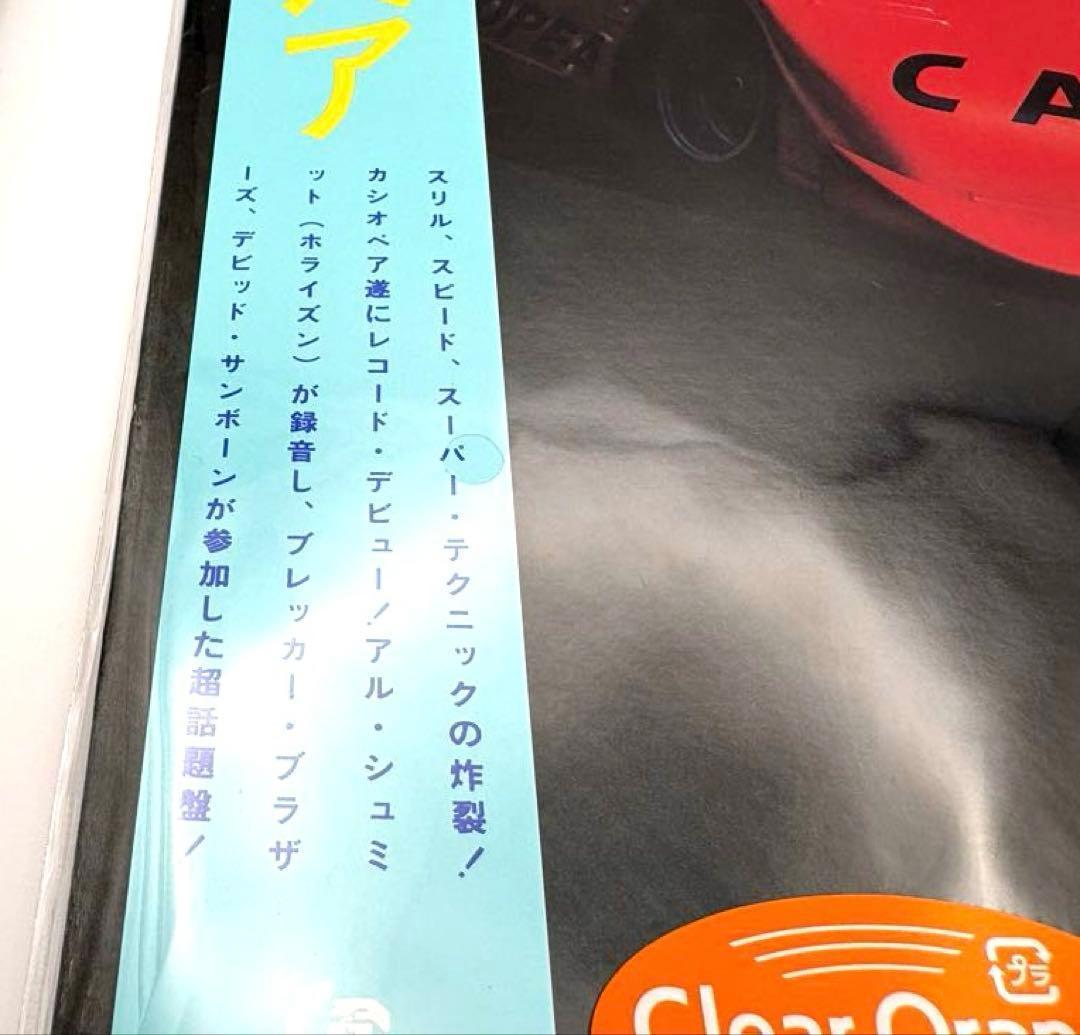 ア
スリル、スピード、スーパー・テクニックの炸裂！
カシオペア遂にレコード・デビュー！アル・シュミ
ット（ホライズン）が録音し、ブレッカー・ブラザ
ーズ、デビッド・サンボーンが参加した超話題盤！
CA
プラ
Clear Oran